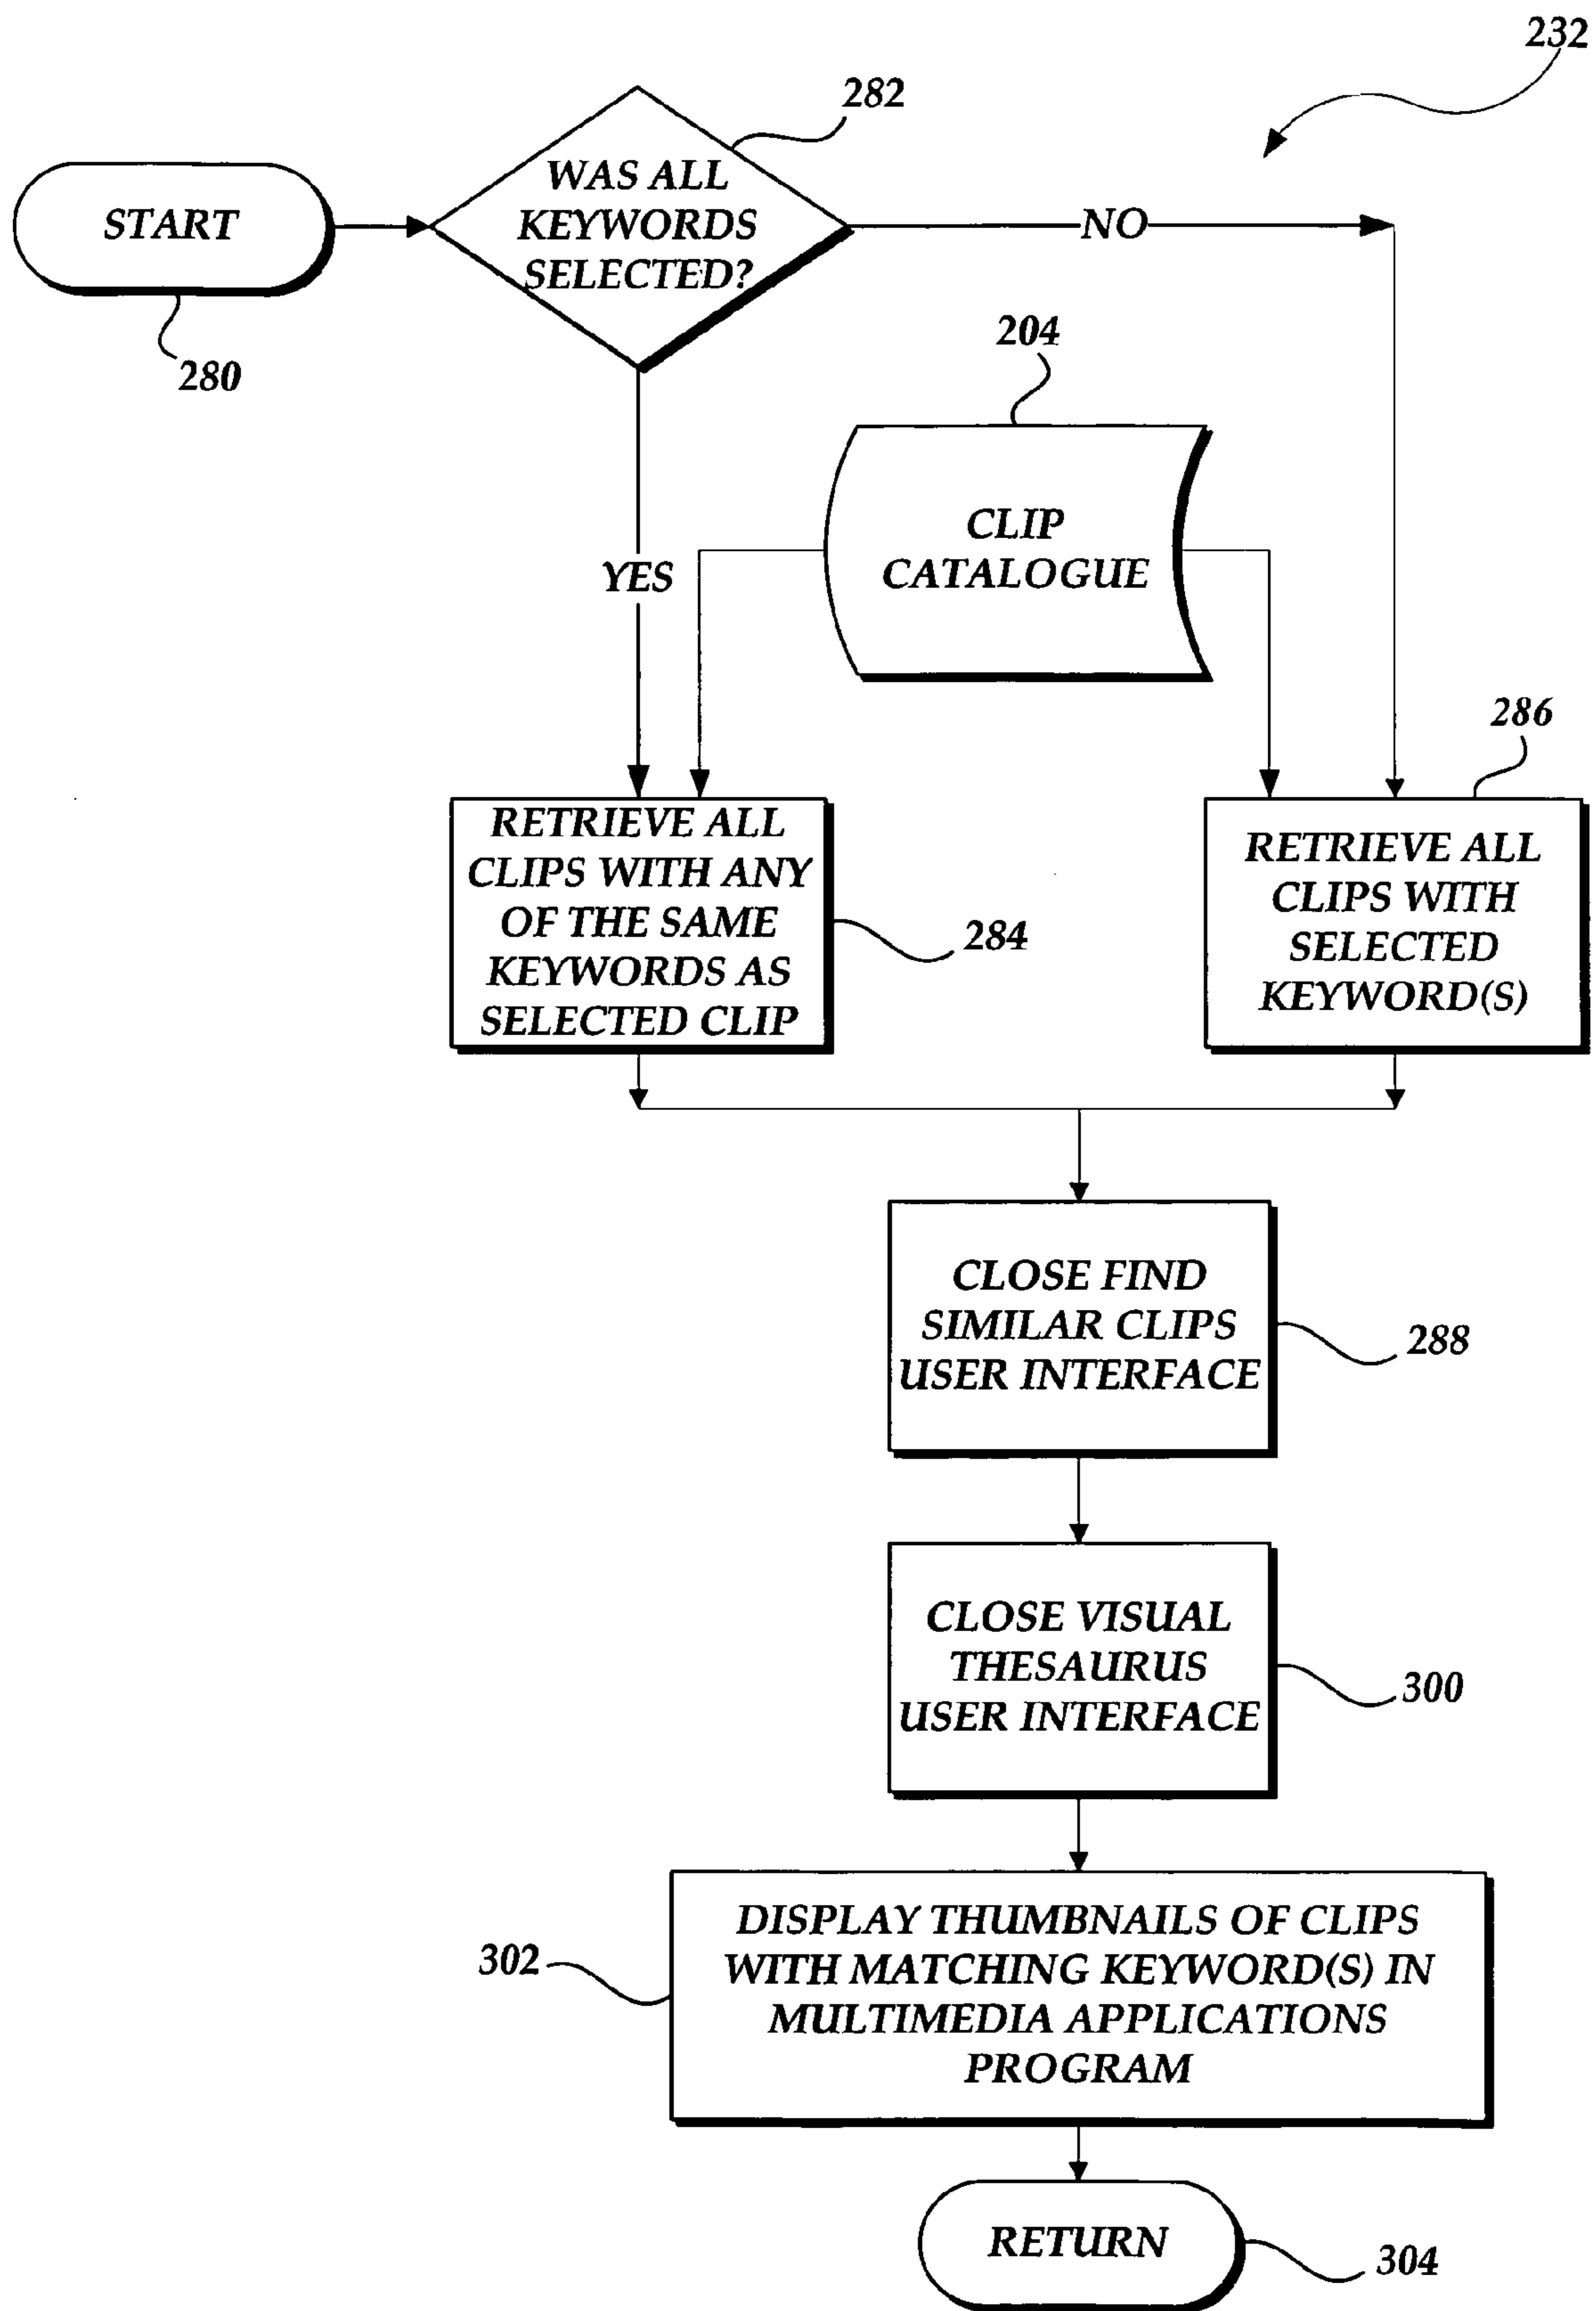 232
282
WAS ALL
KEYWORDS
SELECTED?
START
NO
280
204
CLIP
CATALOGUE
YES
286
RETRIEVE ALL
CLIPS WITH ANY
OF THE SAME
KEYWORDS AS
SELECTED CLIP
284
RETRIEVE ALL
CLIPS WITH
SELECTED
KEYWORD(S)
CLOSE FIND
SIMILAR CLIPS
USER INTERFACE
288
CLOSE VISUAL
THESAURUS
USER INTERFACE
300
302
DISPLAY THUMBNAILS OF CLIPS
WITH MATCHING KEYWORD(S) IN
MULTIMEDIA APPLICATIONS
PROGRAM
RETURN
304